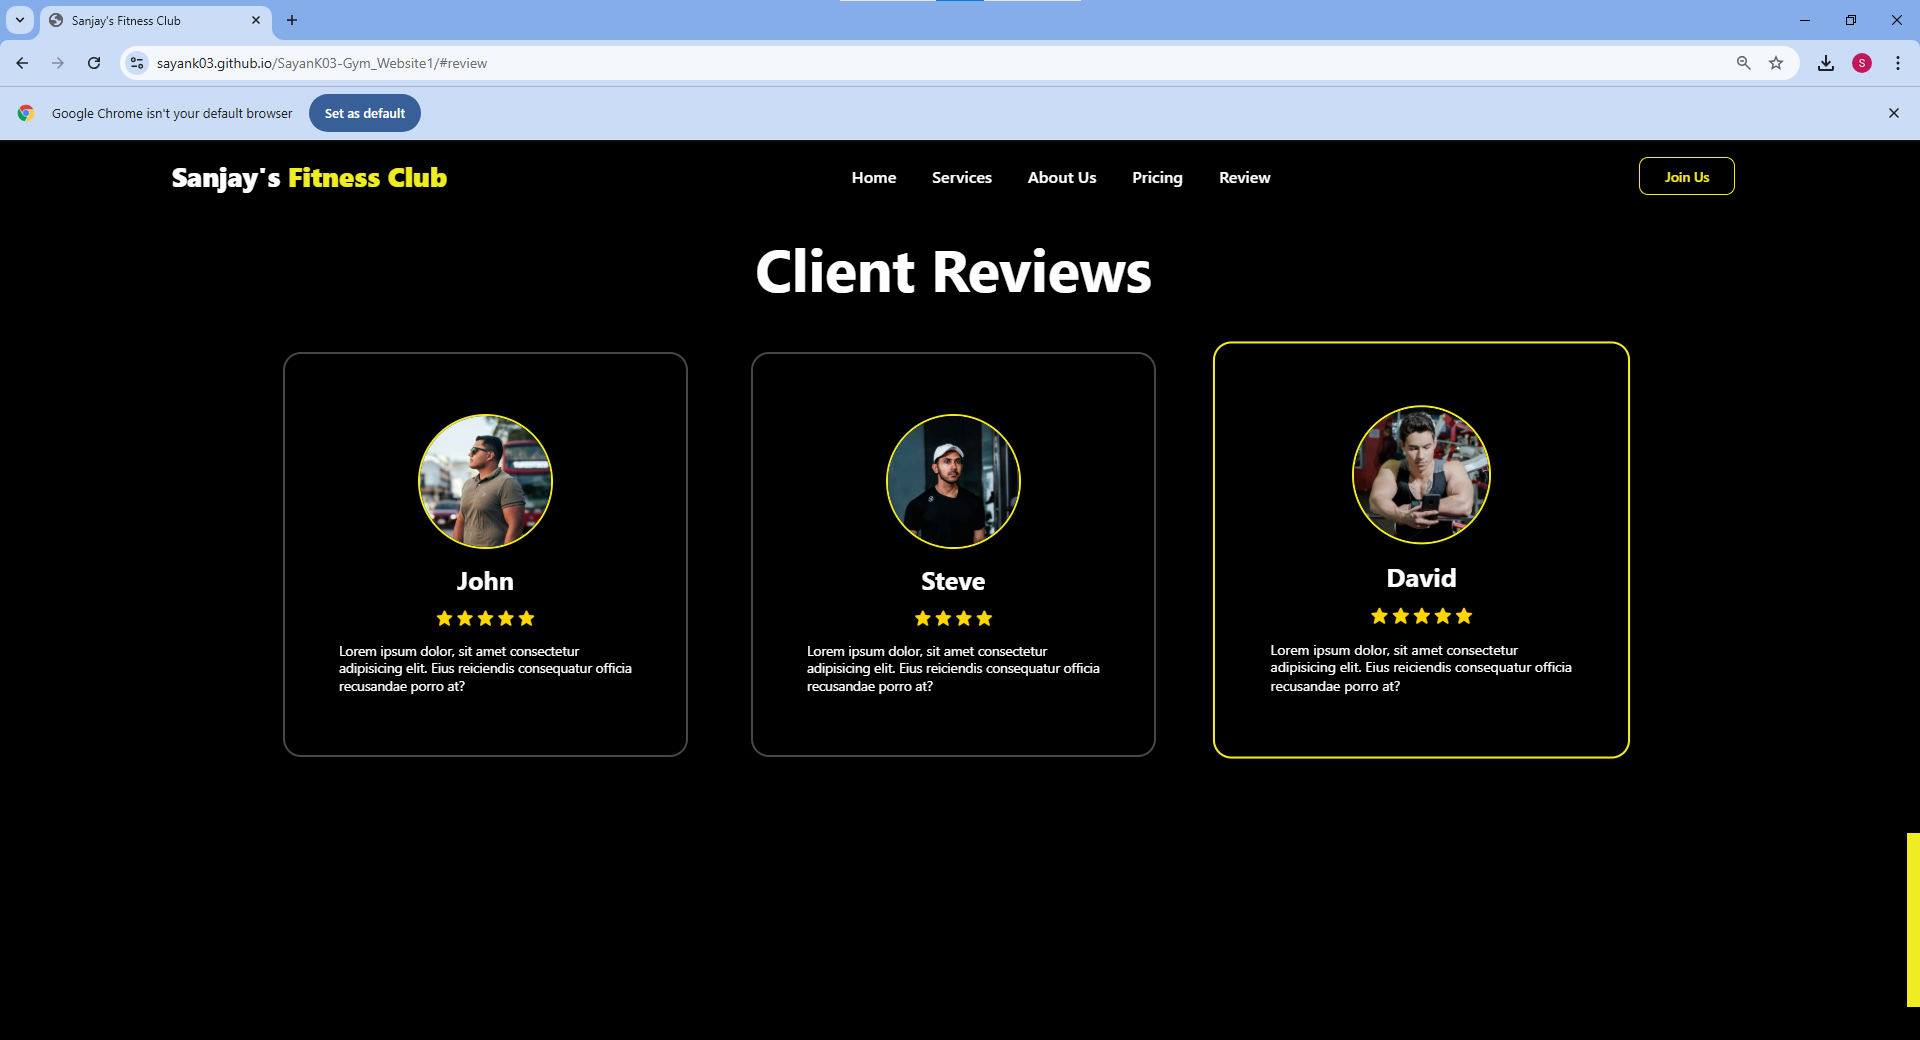 Sanjay's Fitness Club
sayank03.github.io/SayanK03-Gym_Website1/#review
S
Google Chrome isn't your default browser
Set as default
Sanjay's Fitness Club
Home
Services
About Us
Pricing
Review
Join Us
Client Reviews
John
Lorem ipsum dolor, sit amet consectetur
adipisicing elit. Eius reiciendis consequatur officia
recusandae porro at?
Steve
Lorem ipsum dolor, sit amet consectetur
adipisicing elit. Eius reiciendis consequatur officia
recusandae porro at?
David
Lorem ipsum dolor, sit amet consectetur
adipisicing elit. Eius reiciendis consequatur officia
recusandae porro at?